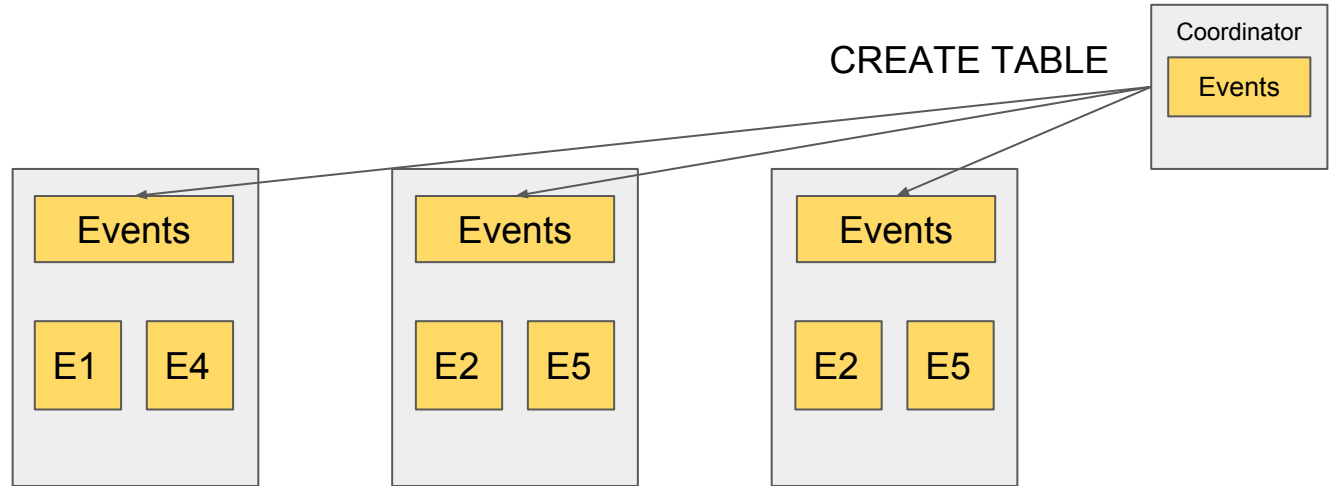 Coordinator
CREATE TABLE
Events
Events
Events
Events
E1
E4
E2
E5
E2
E5